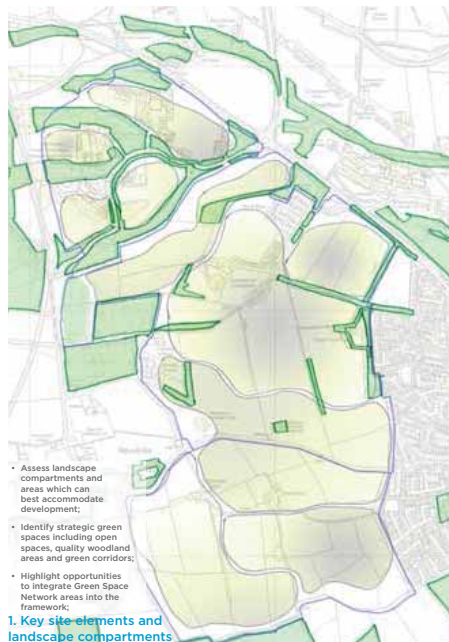 • Assess landscape
compartments and
areas which can
best accommodate
development;
• Identify strategic green
spaces including open
spaces, quality woodland
areas and green corridors;
• Highlight opportunities
to integrate Green Space
Network areas into the
framework;
1. Key site elements and
landscape compartments